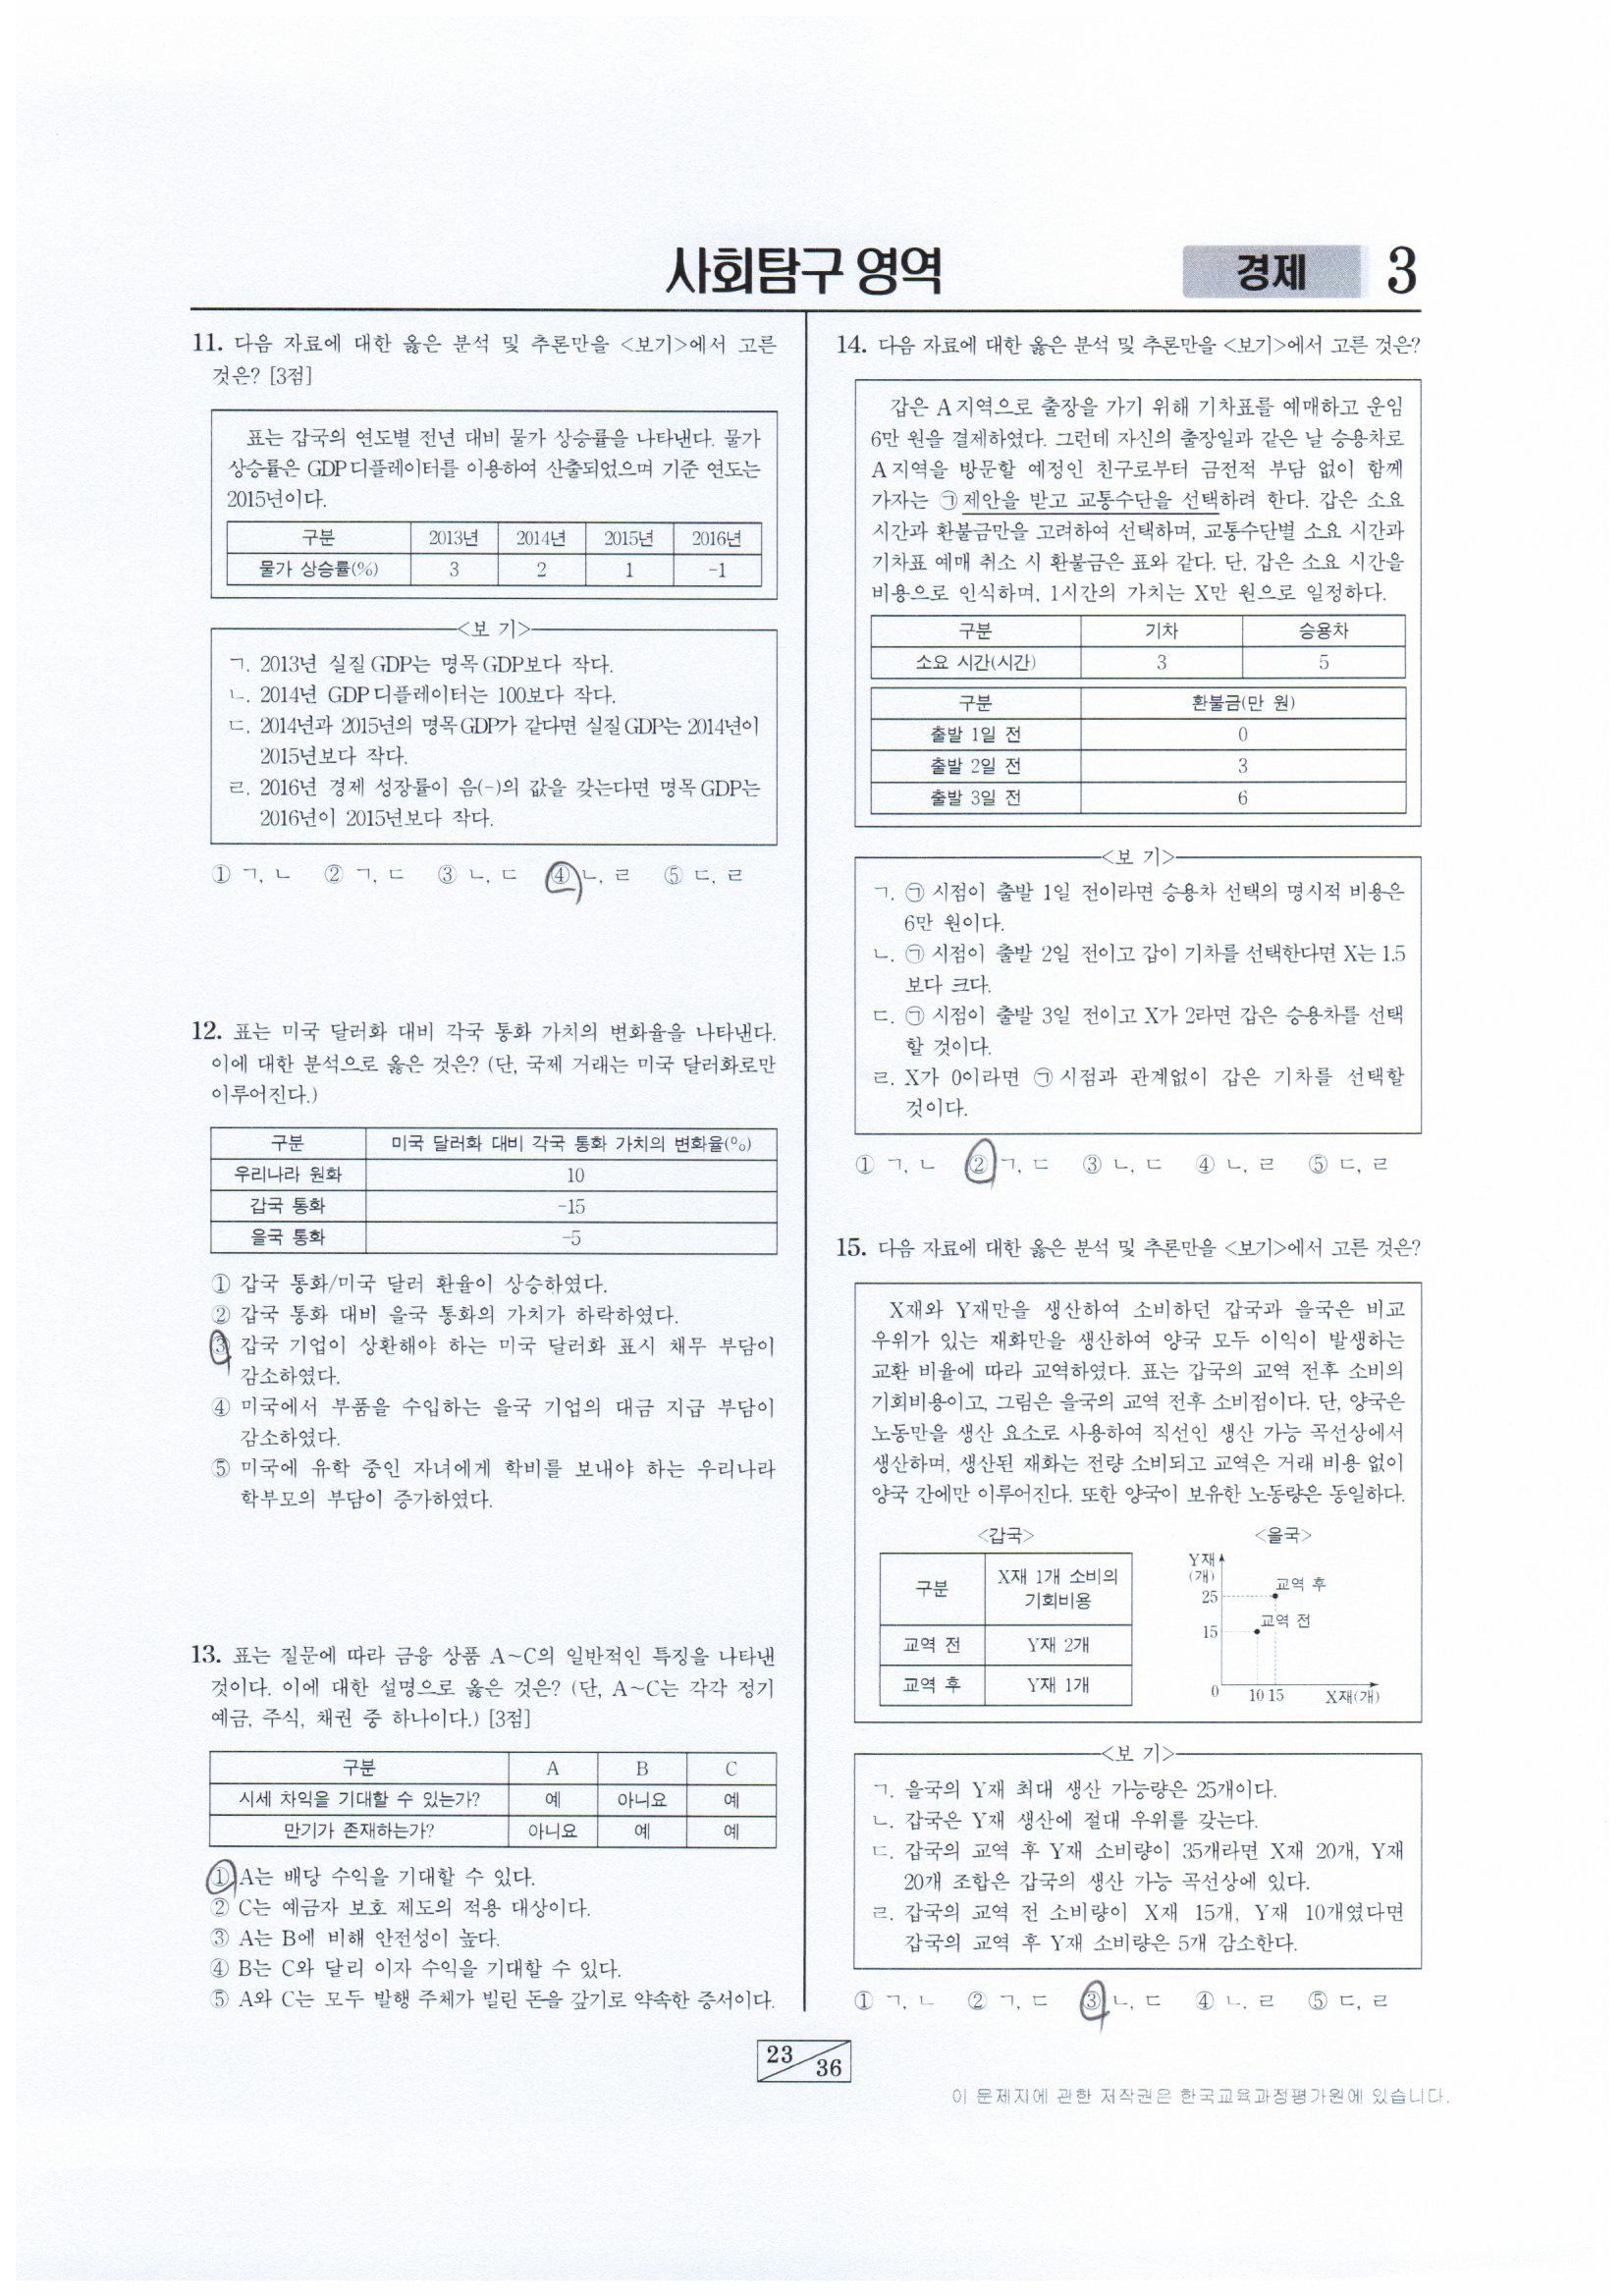 사회탐구 영역
경제 3
11. 다음 자료에 대한 옳은 분석 및 추론만을 <보기>에서 고른
것은? [3점]
표는 갑국의 연도별 전년 대비 물가 상승률을 나타낸다. 물가
상승률은 GDP 디플레이터를 이용하여 산출되었으며 기준 연도는
2015년이다.
구분 2013년 2014년 2015년 2016년
물가 상승률(%) 3 2 1 -1
<보 기>
ㄱ. 2013년 실질 GDP는 명목 GDP보다 작다.
ㄴ. 2014년 GDP 디플레이터는 100보다 작다.
ㄷ. 2014년과 2015년의 명목 GDP가 같다면 실질 GDP는 2014년이
2015년보다 작다.
ㄹ. 2016년 경제 성장률이 음(-)의 값을 갖는다면 명목 GDP는
2016년이 2015년보다 작다.
① ㄱ, ㄴ ② ㄱ, ㄷ ③ ㄴ, ㄷ ④ ㄴ, ㄹ ⑤ ㄷ, ㄹ
12. 표는 미국 달러화 대비 각국 통화 가치의 변화율을 나타낸다.
이에 대한 분석으로 옳은 것은? (단, 국제 거래는 미국 달러화로만
이루어진다.)
구분 미국 달러화 대비 각국 통화 가치의 변화율(%)
우리나라 원화 10
갑국 통화 -15
을국 통화 -5
① 갑국 통화/미국 달러 환율이 상승하였다.
② 갑국 통화 대비 을국 통화의 가치가 하락하였다.
③ 갑국 기업이 상환해야 하는 미국 달러화 표시 채무 부담이
감소하였다.
④ 미국에서 부품을 수입하는 을국 기업의 대금 지급 부담이
감소하였다.
⑤ 미국에 유학 중인 자녀에게 학비를 보내야 하는 우리나라
학부모의 부담이 증가하였다.
13. 표는 질문에 따라 금융 상품 A~C의 일반적인 특징을 나타낸
것이다. 이에 대한 설명으로 옳은 것은? (단, A~C는 각각 정기
예금, 주식, 채권 중 하나이다.) [3점]
구분 A B C
시세 차익을 기대할 수 있는가? 예 아니요 예
만기가 존재하는가? 아니요 예 예
① A는 배당 수익을 기대할 수 있다.
② C는 예금자 보호 제도의 적용 대상이다.
③ A는 B에 비해 안전성이 높다.
④ B는 C와 달리 이자 수익을 기대할 수 있다.
⑤ A와 C는 모두 발행 주체가 빌린 돈을 갚기로 약속한 증서이다.
14. 다음 자료에 대한 옳은 분석 및 추론만을 <보기>에서 고른 것은?
갑은 A 지역으로 출장을 가기 위해 기차표를 예매하고 운임
6만 원을 결제하였다. 그런데 자신의 출장일과 같은 날 승용차로
A 지역을 방문할 예정인 친구로부터 금전적 부담 없이 함께
가자는 ㉠ 제안을 받고 교통수단을 선택하려 한다. 갑은 소요
시간과 환불금만을 고려하여 선택하며, 교통수단별 소요 시간과
기차표 예매 취소 시 환불금은 표와 같다. 단, 갑은 소요 시간을
비용으로 인식하며, 1시간의 가치는 X만 원으로 일정하다.
구분 기차 승용차
소요 시간(시간) 3 5
구분 환불금(만 원)
출발 1일 전 0
출발 2일 전 3
출발 3일 전 6
<보 기>
ㄱ. ㉠ 시점이 출발 1일 전이라면 승용차 선택의 명시적 비용은
6만 원이다.
ㄴ. ㉠ 시점이 출발 2일 전이고 갑이 기차를 선택한다면 X는 1.5
보다 크다.
ㄷ. ㉠ 시점이 출발 3일 전이고 X가 2라면 갑은 승용차를 선택
할 것이다.
ㄹ. X가 0이라면 ㉠ 시점과 관계없이 갑은 기차를 선택할
것이다.
① ㄱ, ㄴ ② ㄱ, ㄷ ③ ㄴ, ㄷ ④ ㄴ, ㄹ ⑤ ㄷ, ㄹ
15. 다음 자료에 대한 옳은 분석 및 추론만을 <보기>에서 고른 것은?
X재와 Y재만을 생산하여 소비하던 갑국과 을국은 비교
우위가 있는 재화만을 생산하여 양국 모두 이익이 발생하는
교환 비율에 따라 교역하였다. 표는 갑국의 교역 전후 소비의
기회비용이고, 그림은 을국의 교역 전후 소비점이다. 단, 양국은
노동만을 생산 요소로 사용하여 직선인 생산 가능 곡선상에서
생산하며, 생산된 재화는 전량 소비되고 교역은 거래 비용 없이
양국 간에만 이루어진다. 또한 양국이 보유한 노동량은 동일하다.
<갑국>
구분 X재 1개 소비의
기회비용
교역 전 Y재 2개
교역 후 Y재 1개
<을국>
Y재
(개)
25 교역 후
15 교역 전
0 10 15 X재(개)
<보 기>
ㄱ. 을국의 Y재 최대 생산 가능량은 25개이다.
ㄴ. 갑국은 Y재 생산에 절대 우위를 갖는다.
ㄷ. 갑국의 교역 후 Y재 소비량이 35개라면 X재 20개, Y재
20개 조합은 갑국의 생산 가능 곡선상에 있다.
ㄹ. 갑국의 교역 전 소비량이 X재 15개, Y재 10개였다면
갑국의 교역 후 Y재 소비량은 5개 감소한다.
① ㄱ, ㄴ ② ㄱ, ㄷ ③ ㄴ, ㄷ ④ ㄴ, ㄹ ⑤ ㄷ, ㄹ
23 36
이 문제지에 관한 저작권은 한국교육과정평가원에 있습니다.